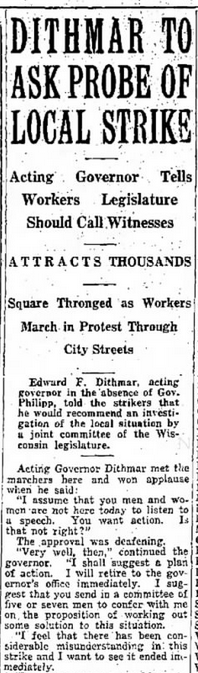 DITHMAR TO
ASK PROBE OF
LOCAL STRIKE
Acting Governor Tells
Workers Legislature
Should Call Witnesses
ATTRACTS THOUSANDS
Square Thronged as Workers
March in Protest Through
City Streets
Edward F. Dithmar, acting
governor in the absence of Gov.
Philipp, told the strikers that
he would recommend an investi-
gation of the local situation by
a joint committee of the Wis-
consin legislature.
Acting Governor Dithmar met the
marchers here and won applause
when he said:
"I assume that you men and wo-
men are not here today to listen to
a speech. You want action. Is
that not right?"
The approval was deafening.
"Very well, then," continued the
governor. "I shall suggest a plan
of action. I will retire to the gov-
ernor's office immediately. I sug-
gest that you send in a committee of
five or seven men to confer with me
on the proposition of working out
some solution to this situation.
"I feel that there has been con-
siderable misunderstanding in this
strike and I want to see it ended im-
mediately.